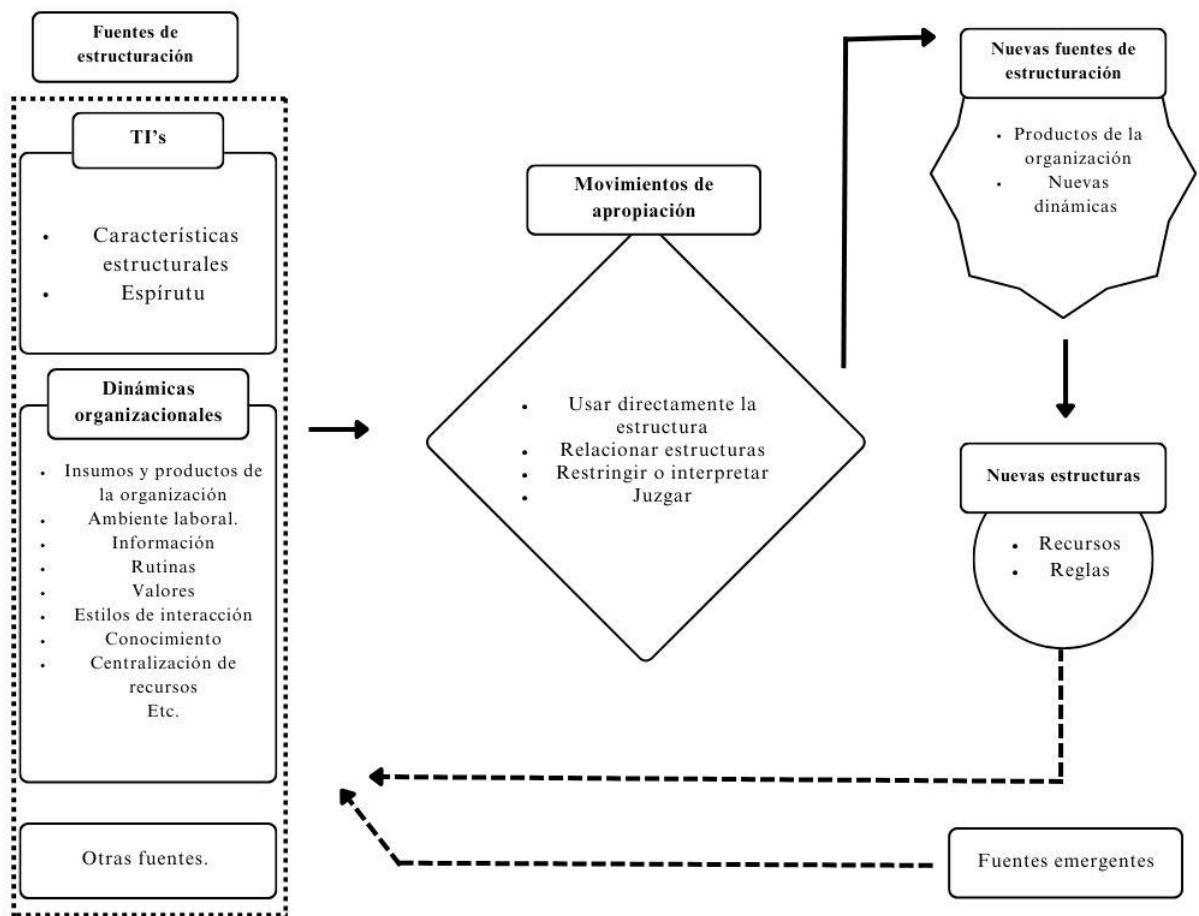 Fuentes de
estructuración
TI's
• Características
estructurales
• Espírutu
Dinámicas
organizacionales
• Insumos y productos de
la organización
• Ambiente laboral.
• Información
• Rutinas
• Valores
• Estilos de interacción
• Conocimiento
• Centralización de
recursos
Etc.
Otras fuentes.
Movimientos de
apropiación
• Usar directamente la
estructura
• Relacionar estructuras
• Restringir o interpretar
• Juzgar
Nuevas fuentes de
estructuración
• Productos de la
organización
• Nuevas
dinámicas
Nuevas estructuras
• Recursos
• Reglas
Fuentes emergentes